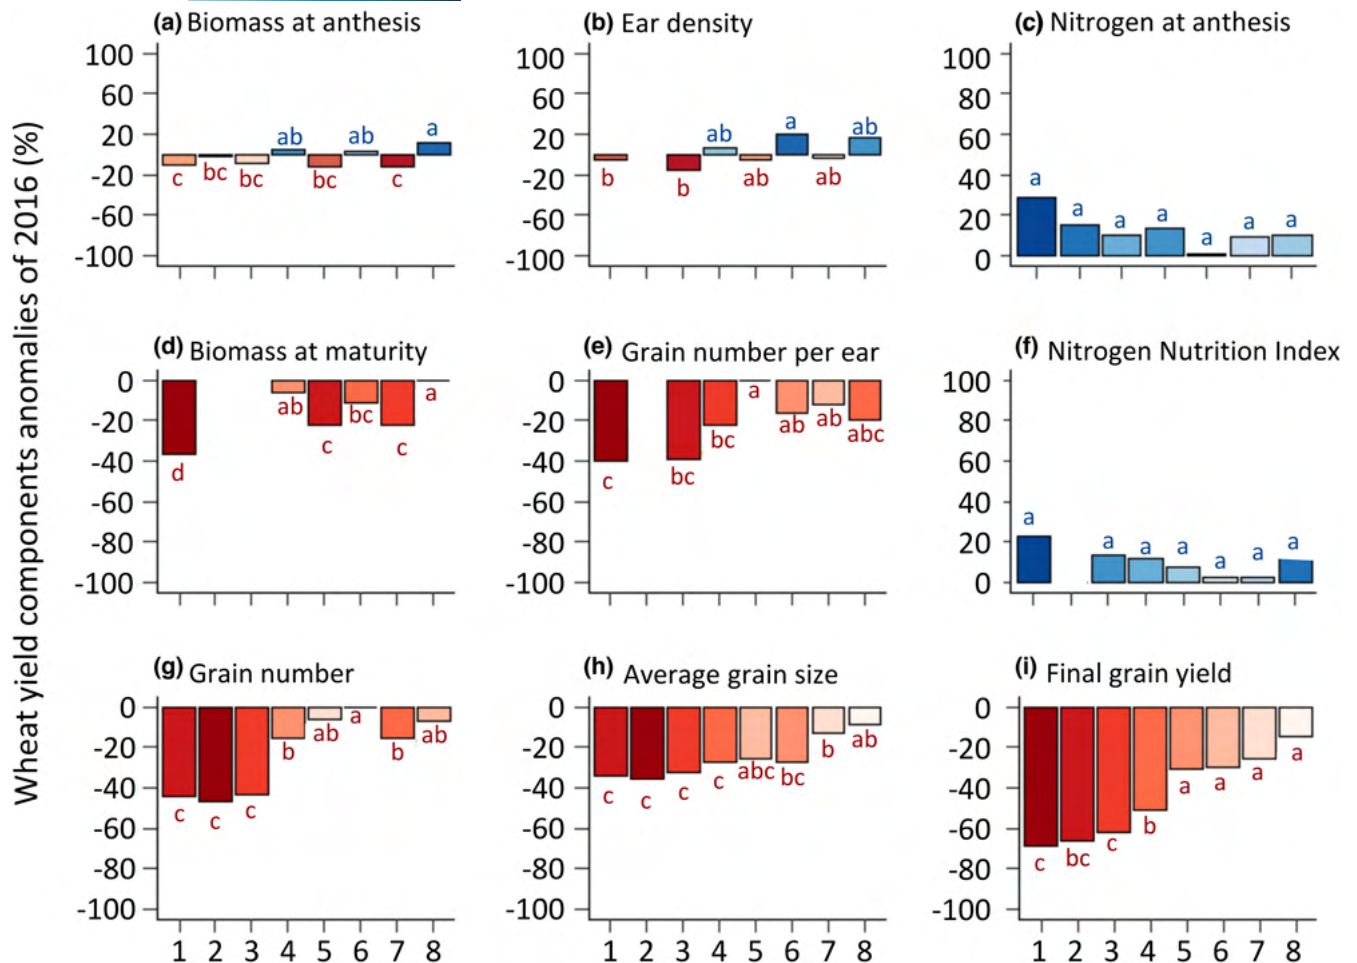 Wheat yield components anomalies of 2016 (%)
(a) Biomass at anthesis
100
60
20
-20
-60
-100
c bc bc ab bc ab c a
(b) Ear density
100
60
20
-20
-60
-100
b b ab ab a ab ab
(c) Nitrogen at anthesis
100
80
60
40
20
0
a a a a a a a
(d) Biomass at maturity
0
-20
-40
-60
-80
-100
d ab c bc c a
(e) Grain number per ear
0
-20
-40
-60
-80
-100
c bc bc a ab ab abc
(f) Nitrogen Nutrition Index
100
80
60
40
20
0
a a a a a a a
(g) Grain number
0
-20
-40
-60
-80
-100
c c c b ab a b ab
1 2 3 4 5 6 7 8
(h) Average grain size
0
-20
-40
-60
-80
-100
c c c c abc bc b ab
1 2 3 4 5 6 7 8
(i) Final grain yield
0
-20
-40
-60
-80
-100
c bc c b a a a a
1 2 3 4 5 6 7 8